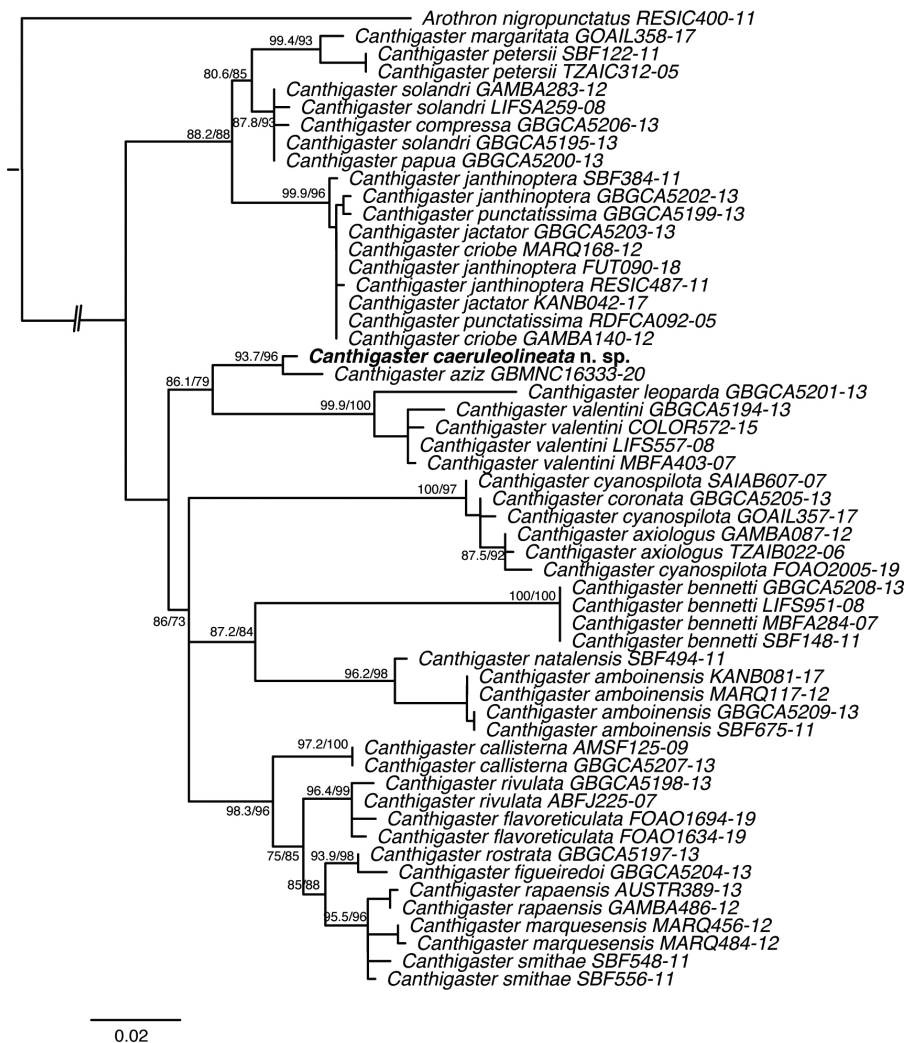 Arothron nigropunctatus RESIC400-11
Canthigaster margaritata GOAIL358-17
99.4/93
Canthigaster petersii SBF122-11
Canthigaster petersii TZAIC312-05
80.6/85
Canthigaster solandri GAMBA283-12
Canthigaster solandri LIFSA259-08
87.8/93
Canthigaster compressa GBGCA5206-13
88.2/88
Canthigaster solandri GBGCA5195-13
Canthigaster papua GBGCA5200-13
Canthigaster janthinoptera SBF384-11
99.9/96
Canthigaster janthinoptera GBGCA5202-13
Canthigaster punctatissima GBGCA5199-13
Canthigaster jactator GBGCA5203-13
Canthigaster criobe MARQ168-12
Canthigaster janthinoptera FUT090-18
Canthigaster janthinoptera RESIC487-11
Canthigaster jactator KANB042-17
Canthigaster punctatissima RDFCA092-05
Canthigaster criobe GAMBA140-12
93.7/96
Canthigaster caeruleolineata n. sp.
Canthigaster aziz GBMNC16333-20
86.1/79
Canthigaster leoparda GBGCA5201-13
99.9/100
Canthigaster valentini GBGCA5194-13
Canthigaster valentini COLOR572-15
Canthigaster valentini LIFS557-08
Canthigaster valentini MBFA403-07
Canthigaster cyanospilota SAIAB607-07
100/97
Canthigaster coronata GBGCA5205-13
Canthigaster cyanospilota GOAIL357-17
Canthigaster axiologus GAMBA087-12
87.5/92
Canthigaster axiologus TZAIB022-06
Canthigaster cyanospilota FOAO2005-19
Canthigaster bennetti GBGCA5208-13
100/100
Canthigaster bennetti LIFS951-08
86/73
Canthigaster bennetti MBFA284-07
87.2/84
Canthigaster bennetti SBF148-11
Canthigaster natalensis SBF494-11
96.2/98
Canthigaster amboinensis KANB081-17
Canthigaster amboinensis MARQ117-12
Canthigaster amboinensis GBGCA5209-13
Canthigaster amboinensis SBF675-11
97.2/100
Canthigaster callisterna AMSF125-09
Canthigaster callisterna GBGCA5207-13
Canthigaster rivulata GBGCA5198-13
96.4/99
Canthigaster rivulata ABFJ225-07
98.3/96
Canthigaster flavoreticulata FOAO1694-19
Canthigaster flavoreticulata FOAO1634-19
75/85
93.9/98
Canthigaster rostrata GBGCA5197-13
Canthigaster figueiredoi GBGCA5204-13
85/88
Canthigaster rapaensis AUSTR389-13
Canthigaster rapaensis GAMBA486-12
95.5/96
Canthigaster marquesensis MARQ456-12
Canthigaster marquesensis MARQ484-12
Canthigaster smithae SBF548-11
Canthigaster smithae SBF556-11
0.02